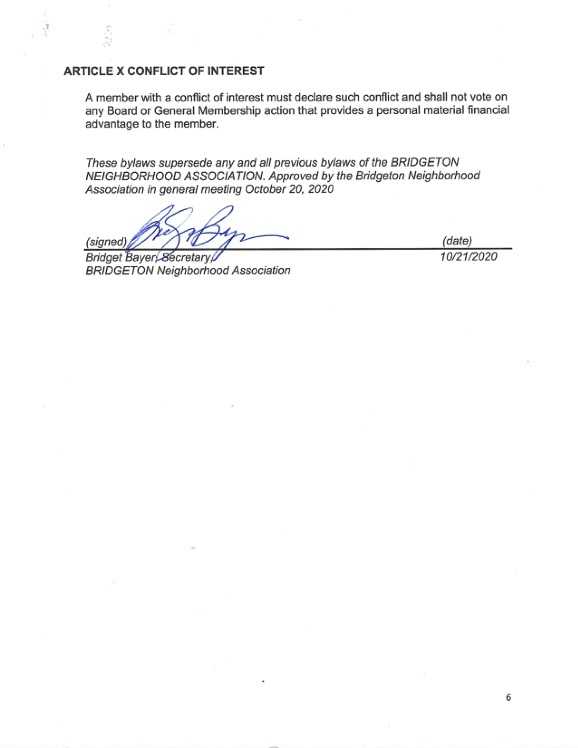 ARTICLE X CONFLICT OF INTEREST
A member with a conflict of interest must declare such conflict and shall not vote on
any Board or General Membership action that provides a personal material financial
advantage to the member.
These bylaws supersede any and all previous bylaws of the BRIDGETON
NEIGHBORHOOD ASSOCIATION. Approved by the Bridgeton Neighborhood
Association in general meeting October 20, 2020
(signed) (date)
Bridget Bayer, Secretary 10/21/2020
BRIDGETON Neighborhood Association
6